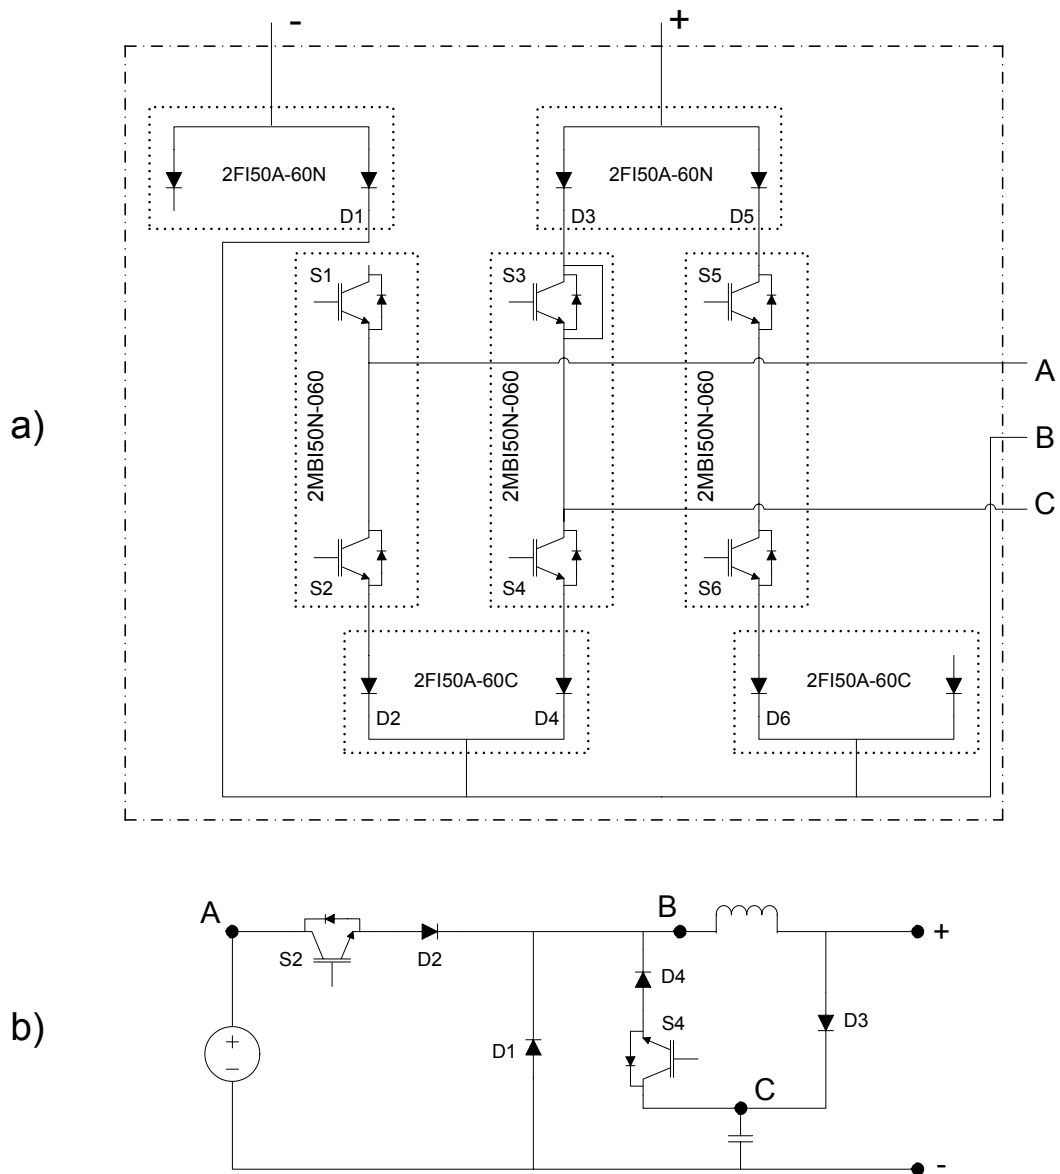 - +
2FI50A-60N 2FI50A-60N
D1 D3 D5
S1 S3 S5
2MBI50N-060 2MBI50N-060 2MBI50N-060
A
a)
B
C
S2 S4 S6
2FI50A-60C 2FI50A-60C
D2 D4 D6
A B
+
S2 D2
D4
S4 D3
b)
+
−
D1
C
-